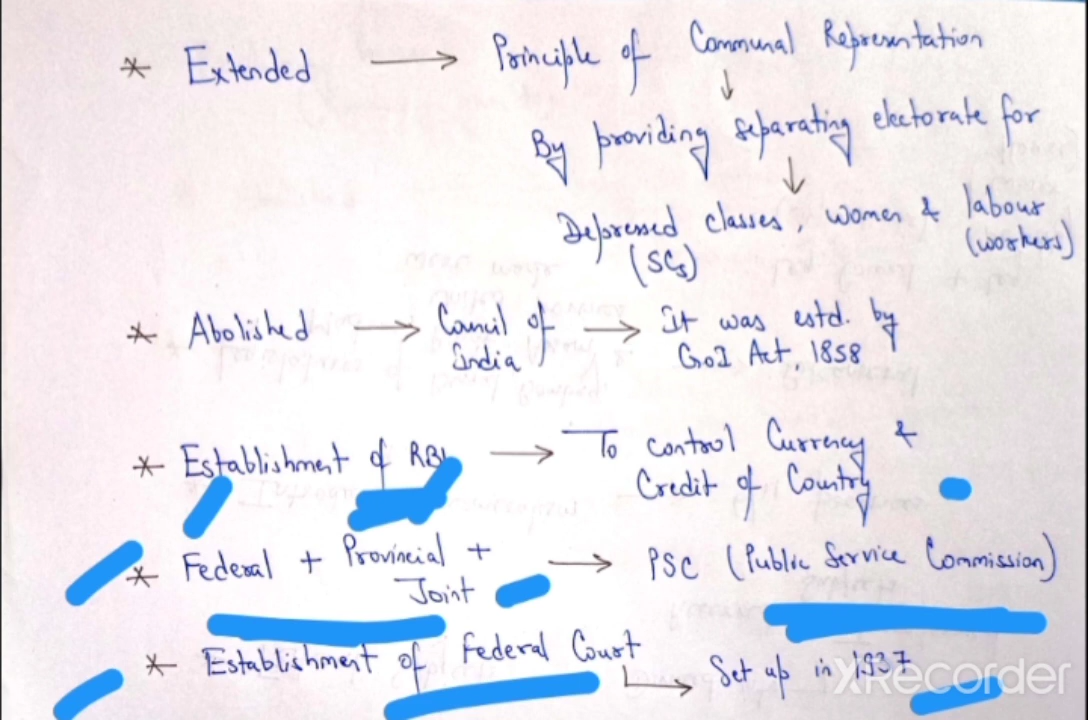 * Extended → Principle of Communal Representation
↓
By providing separating electorate for
↓
Depressed classes, women & labour
(SCs) (workers)
* Abolished → Council of → It was estd. by
India GoI Act, 1858
* Establishment of RBI → To control Currency &
Credit of Country
* Federal + Provincial + → PSC (Public Service Commission)
Joint
* Establishment of Federal Court
↳ Set up in 1937
XRecorder